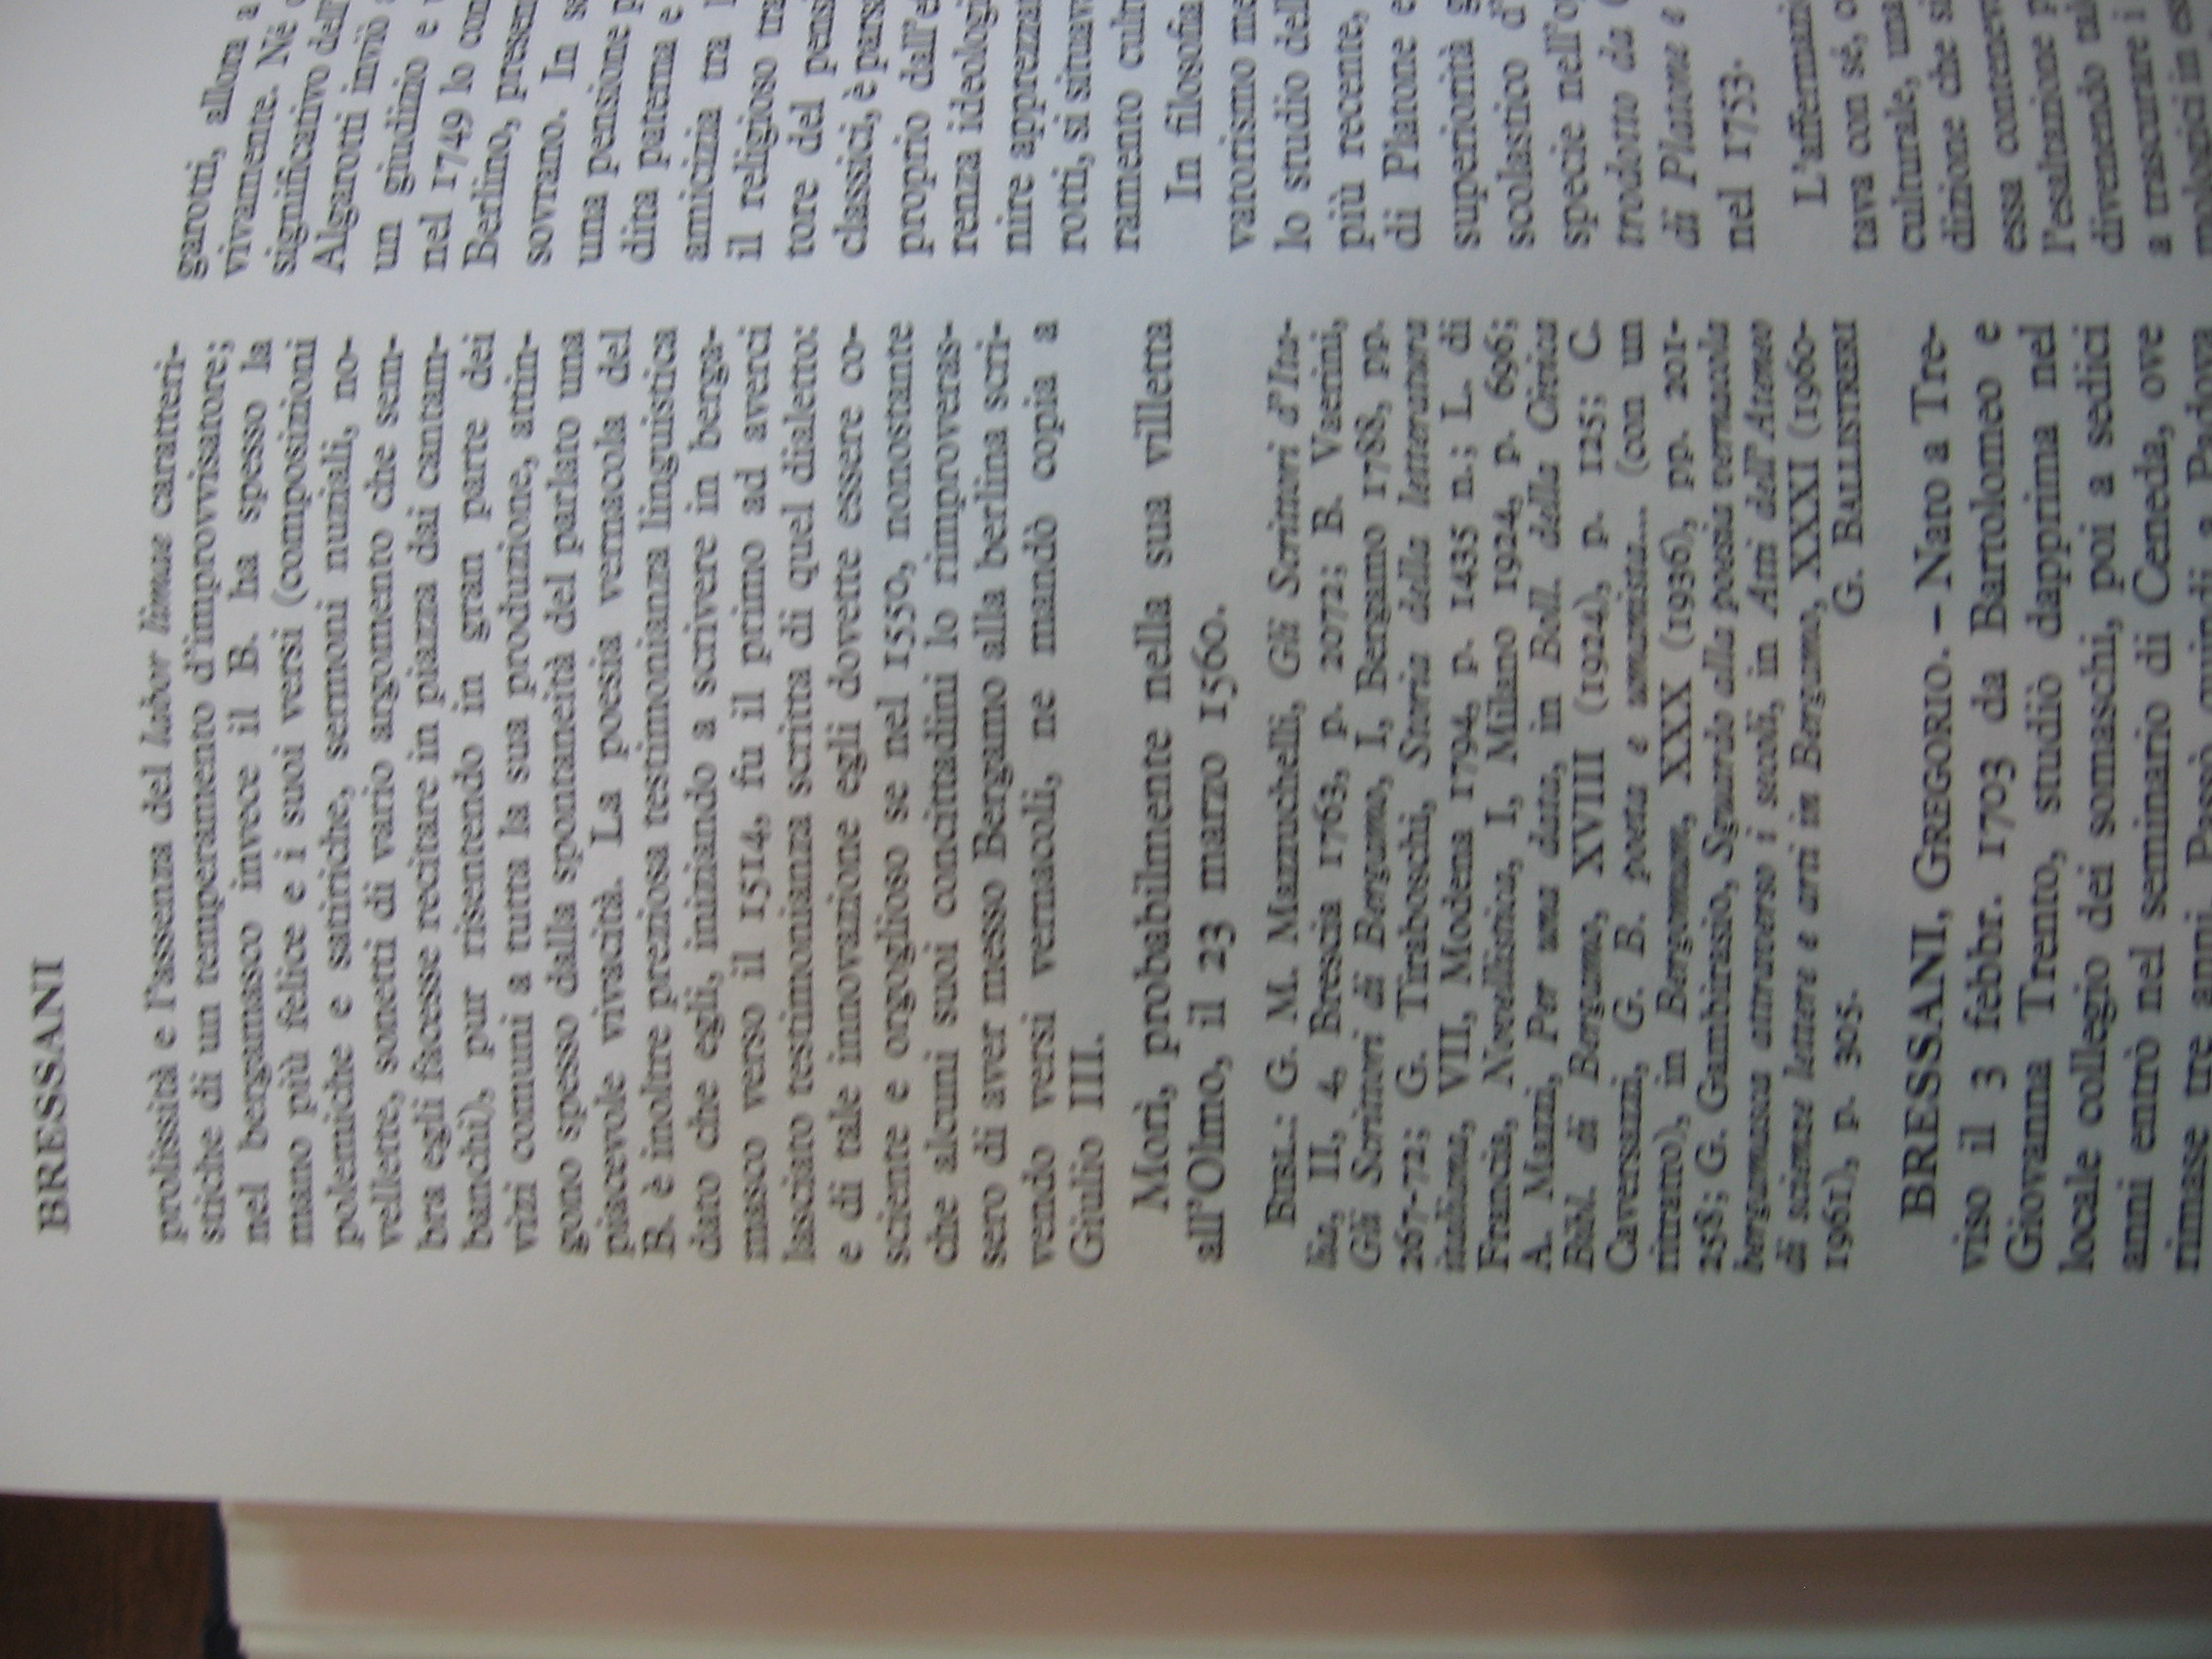 BRESSANI
prolissità e l'assenza del labor limae caratteri-
stiche di un temperamento d'improvvisatore;
nel bergamasco invece il B. ha spesso la
mano più felice e i suoi versi (composizioni
polemiche e satiriche, sermoni nuziali, no-
vellette, sonetti di vario argomento che sem-
bra egli facesse recitare in piazza dai cantam-
banchi), pur risentendo in gran parte dei
vizi comuni a tutta la sua produzione, attin-
gono spesso dalla spontaneità del parlato una
piacevole vivacità. La poesia vernacola del
B. è inoltre preziosa testimonianza linguistica
dato che egli, iniziando a scrivere in berga-
masco verso il 1514, fu il primo ad averci
lasciato testimonianza scritta di quel dialetto:
e di tale innovazione egli dovette essere co-
sciente e orgoglioso se nel 1550, nonostante
che alcuni suoi concittadini lo rimproveras-
sero di aver messo Bergamo alla berlina scri-
vendo versi vernacoli, ne mandò copia a
Giulio III.
Morì, probabilmente nella sua villetta
all'Olmo, il 23 marzo 1560.
BIBL.: G. M. Mazzuchelli, Gli Scrittori d'Ita-
lia, II, 4, Brescia 1763, p. 2072; B. Vaerini,
Gli Scrittori di Bergamo, I, Bergamo 1788, pp.
267-72; G. Tiraboschi, Storia della letteratura
italiana, VII, Modena 1794, p. 1435 n.; L. di
Francia, Novellistica, I, Milano 1924, p. 696;
A. Mazzi, Per una data, in Boll. della Civica
Bibl. di Bergamo, XVIII (1924), p. 125; C.
Caversazzi, G. B. poeta e umanista... (con un
ritratto), in Bergomum, XXX (1936), pp. 201-
258; G. Gambirasio, Sguardo alla poesia vernacola
bergamasca attraverso i secoli, in Atti dell'Ateneo
di scienze lettere e arti in Bergamo, XXXI (1960-
1961), p. 305.
G. BALLISTRERI
BRESSANI, GREGORIO. – Nato a Tre-
viso il 3 febbr. 1703 da Bartolomeo e
Giovanna Trento, studiò dapprima nel
locale collegio dei somaschi, poi a sedici
anni entrò nel seminario di Ceneda, ove
rimase tre anni. Passò quindi a Padova
garotti, allora a
vivamente. Né
significativo dell'
Algarotti inviò
un giudizio e
nel 1749 lo
Berlino,
sovrano. In
una pensione
dita paterna e
amicizia tra
il religioso
tore del
classici, è
proprio dall'
renza
nire
rotti, si
ramento
In filosofia
vatorismo
lo studio
più recente,
di Platone e
superiorità
scolastico d'
specie
trodotto da
di Platone e
nel 1753.
tava con sé,
culturale, una
dizione che
essa
l'esaltazione
divenendo
a trascurare i